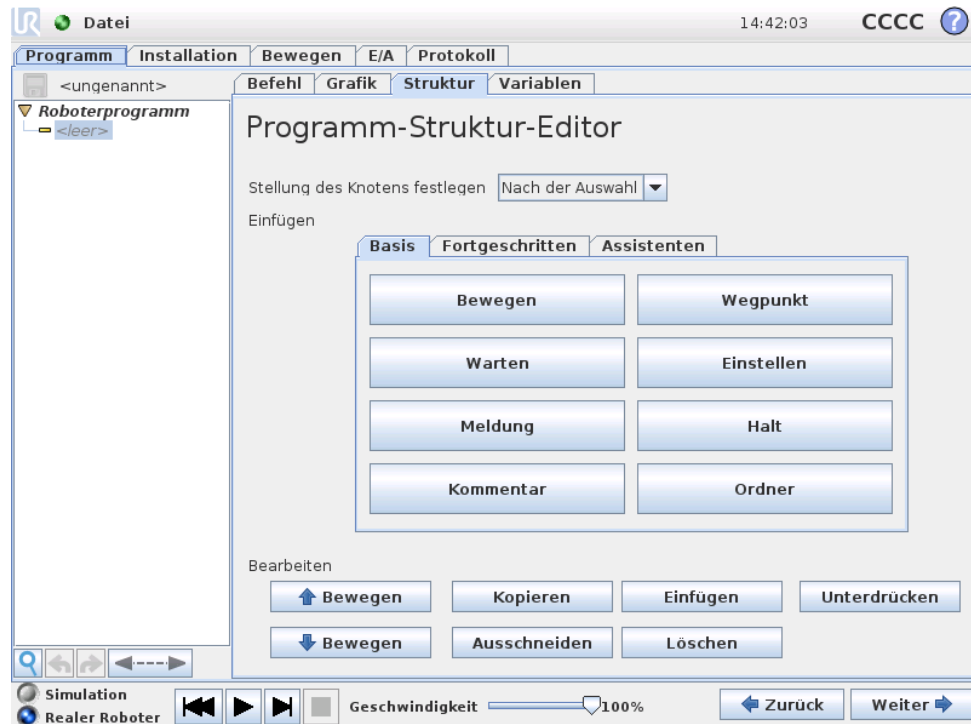 UR Datei 14:42:03 CCCC ?
Programm Installation Bewegen E/A Protokoll
<ungenannt>
Befehl Grafik Struktur Variablen
Roboterprogramm
<leer>
Programm-Struktur-Editor
Stellung des Knotens festlegen Nach der Auswahl
Einfügen
Basis Fortgeschritten Assistenten
Bewegen Wegpunkt
Warten Einstellen
Meldung Halt
Kommentar Ordner
Bearbeiten
Bewegen Kopieren Einfügen Unterdrücken
Bewegen Ausschneiden Löschen
Simulation
Realer Roboter
Geschwindigkeit 100%
Zurück Weiter